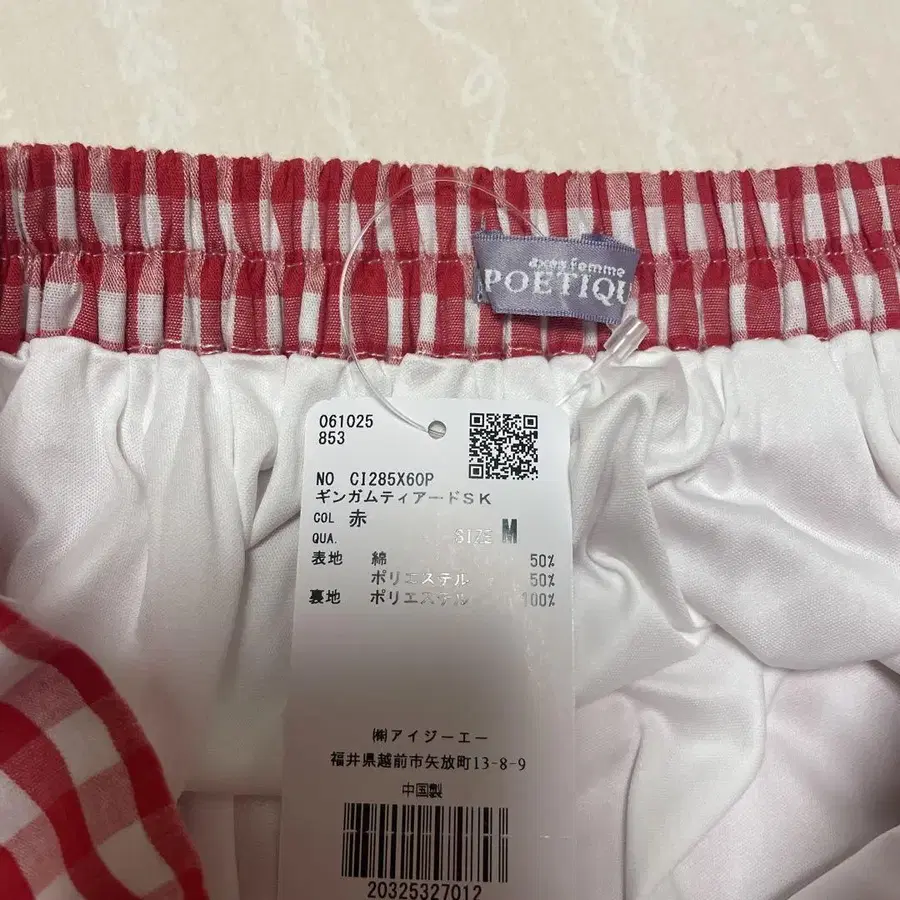 axes femme
POETIQU
061025
853
NO CI285X60P
ギンガムティアードSK
COL 赤
QUA. SIZE M
表地 綿 50%
ポリエステル 50%
裏地 ポリエステル 100%
㈱アイジーエー
福井県越前市矢放町13-8-9
中国製
20325327012